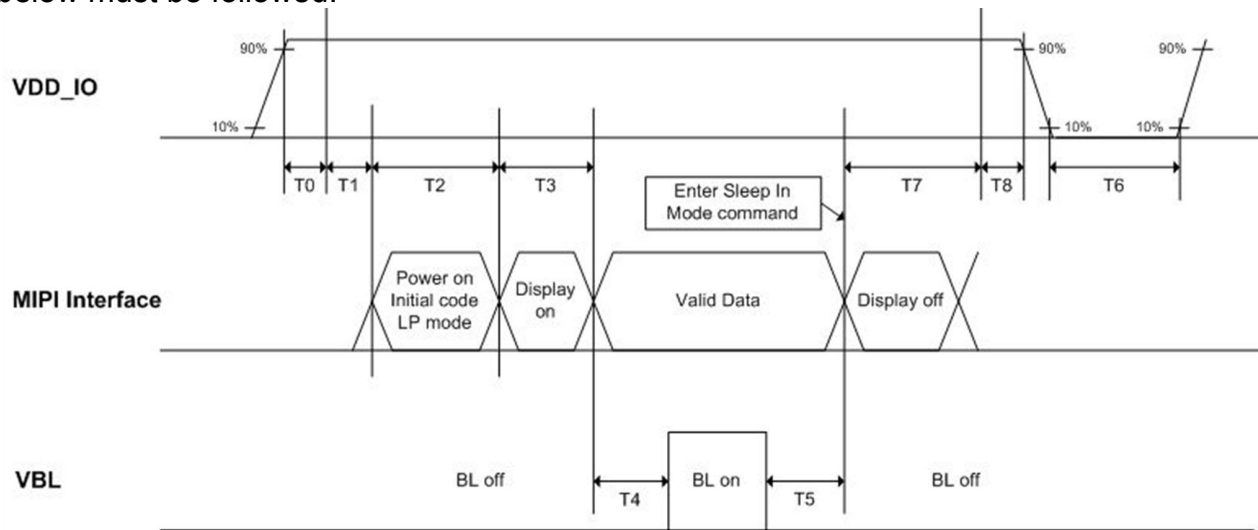 below must be followed:
90%
90%
90%
VDD_IO
10%
10%
10%
T0
T1
T2
T3
T7
T8
T6
Enter Sleep In
Mode command
MIPI Interface
Power on
Initial code
LP mode
Display
on
Valid Data
Display off
VBL
BL off
T4
BL on
T5
BL off